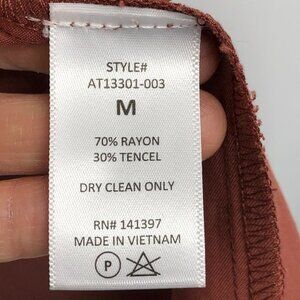 STYLE#
AT13301-003
M
70% RAYON
30% TENCEL
DRY CLEAN ONLY
RN# 141397
MADE IN VIETNAM
P